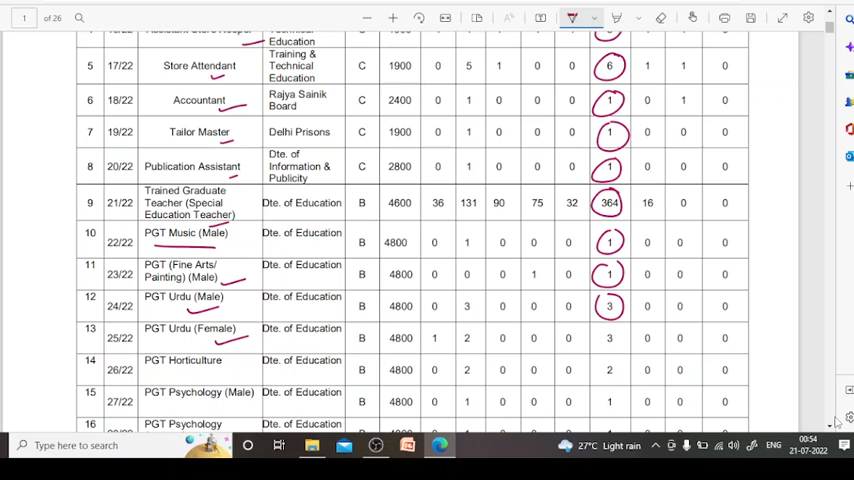 1 of 26
Assistant Store Keeper Technical
Education
5 17/22 Store Attendant Training &
Technical
Education C 1900 0 5 1 0 0 6 1 1 0
6 18/22 Accountant Rajya Sainik
Board C 2400 0 1 0 0 0 1 0 1 0
7 19/22 Tailor Master Delhi Prisons C 1900 0 1 0 0 0 1 0 0 0
8 20/22 Publication Assistant Dte. of
Information &
Publicity C 2800 0 1 0 0 0 1 0 0 0
9 21/22 Trained Graduate
Teacher (Special
Education Teacher) Dte. of Education B 4600 36 131 90 75 32 364 16 0 0
10 22/22 PGT Music (Male) Dte. of Education B 4800 0 1 0 0 0 1 0 0 0
11 23/22 PGT (Fine Arts/
Painting) (Male) Dte. of Education B 4800 0 0 0 1 0 1 0 0 0
12 24/22 PGT Urdu (Male) Dte. of Education B 4800 0 3 0 0 0 3 0 0 0
13 25/22 PGT Urdu (Female) Dte. of Education B 4800 1 2 0 0 0 3 0 0 0
14 26/22 PGT Horticulture Dte. of Education B 4800 0 2 0 0 0 2 0 0 0
15 27/22 PGT Psychology (Male) Dte. of Education B 4800 0 1 0 0 0 1 0 0 0
16 PGT Psychology Dte. of Education
Type here to search 27°C Light rain ENG 00:54
21-07-2022